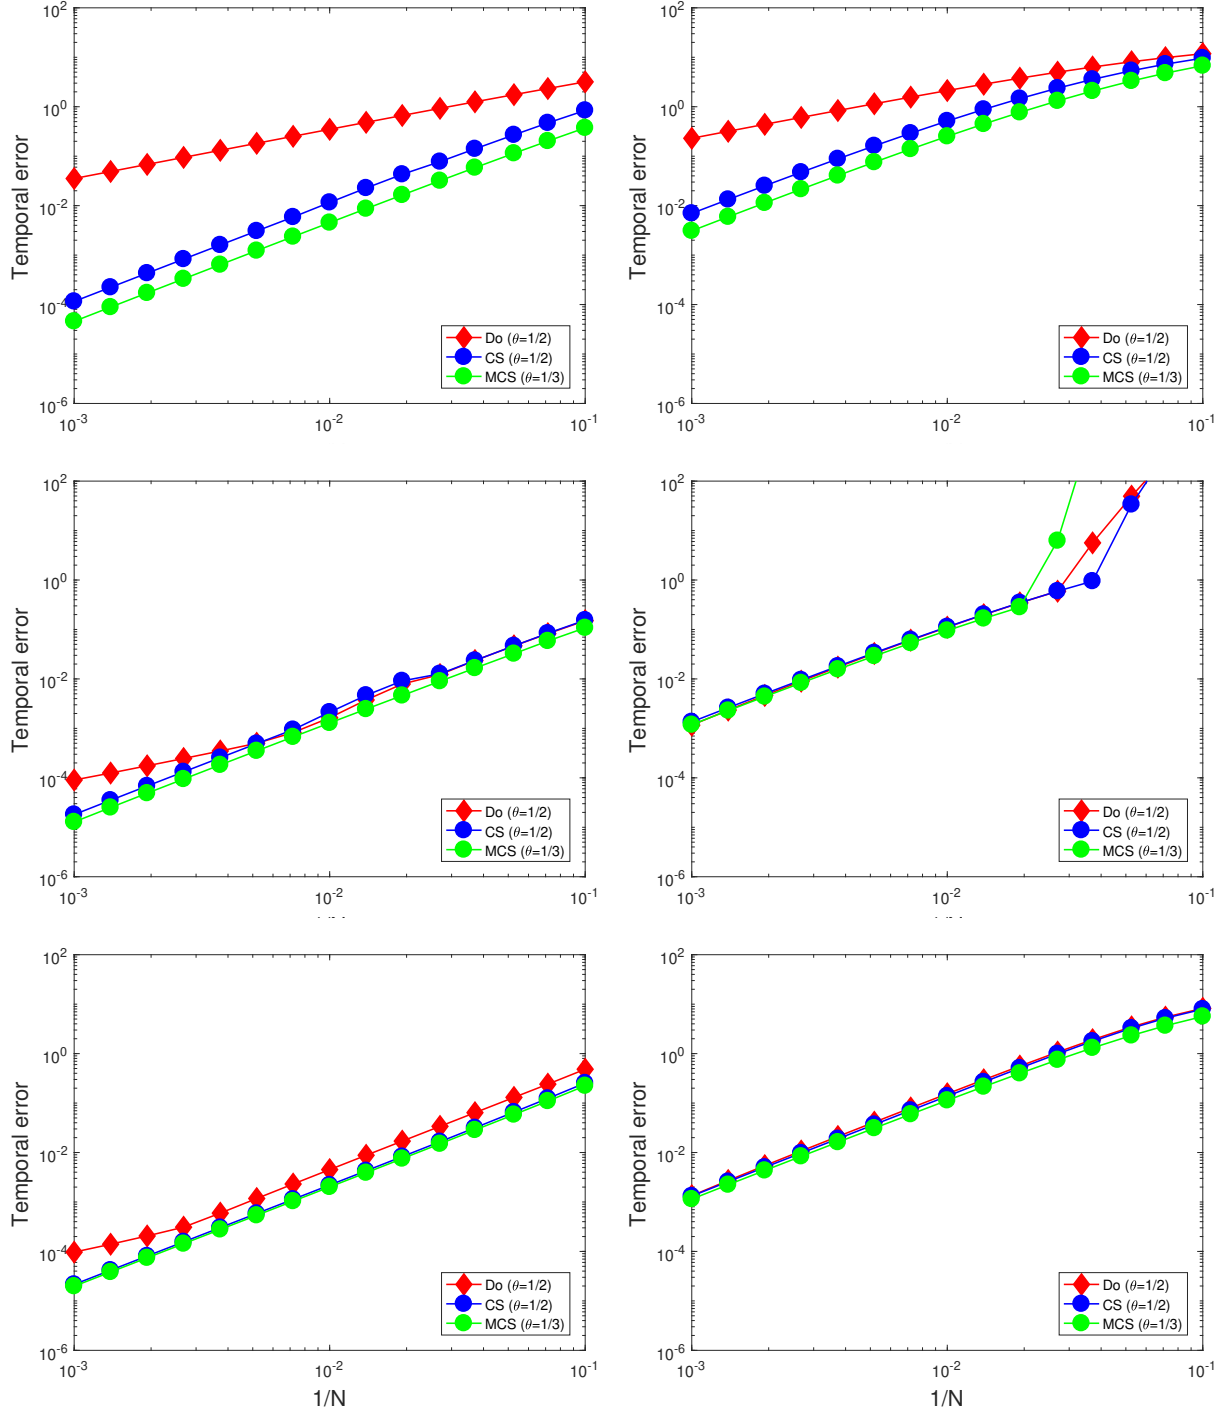 10^2
10^0
10^-2
10^-4
10^-6
10^-3
10^-2
10^-1
Temporal error
Do (θ=1/2)
CS (θ=1/2)
MCS (θ=1/3)
10^2
10^0
10^-2
10^-4
10^-6
10^-3
10^-2
10^-1
Temporal error
Do (θ=1/2)
CS (θ=1/2)
MCS (θ=1/3)
10^2
10^0
10^-2
10^-4
10^-6
10^-3
10^-2
10^-1
Temporal error
Do (θ=1/2)
CS (θ=1/2)
MCS (θ=1/3)
10^2
10^0
10^-2
10^-4
10^-6
10^-3
10^-2
10^-1
Temporal error
Do (θ=1/2)
CS (θ=1/2)
MCS (θ=1/3)
10^2
10^0
10^-2
10^-4
10^-6
10^-3
10^-2
10^-1
Temporal error
1/N
Do (θ=1/2)
CS (θ=1/2)
MCS (θ=1/3)
10^2
10^0
10^-2
10^-4
10^-6
10^-3
10^-2
10^-1
Temporal error
1/N
Do (θ=1/2)
CS (θ=1/2)
MCS (θ=1/3)